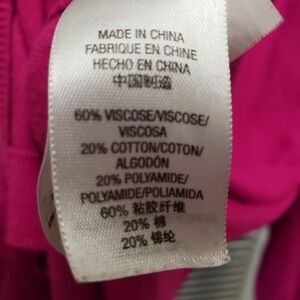 MADE IN CHINA
FABRIQUE EN CHINE
HECHO EN CHINA
中国制造
60% VISCOSE/VISCOSE/
VISCOSA
20% COTTON/COTON/
ALGODÓN
20% POLYAMIDE/
POLYAMIDE/POLIAMIDA
60% 粘胶纤维
20% 棉
20% 锦纶